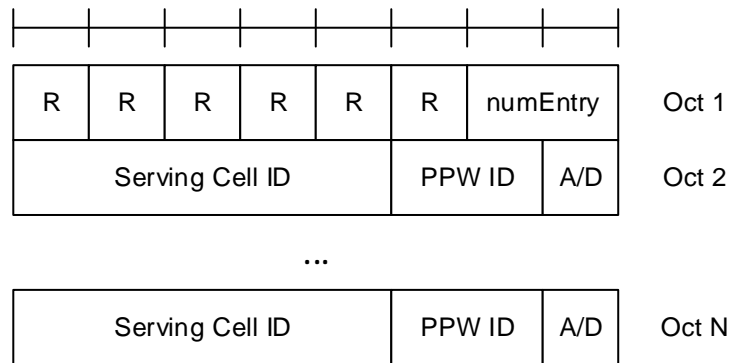 R R R R R R numEntry Oct 1
Serving Cell ID PPW ID A/D Oct 2
...
Serving Cell ID PPW ID A/D Oct N